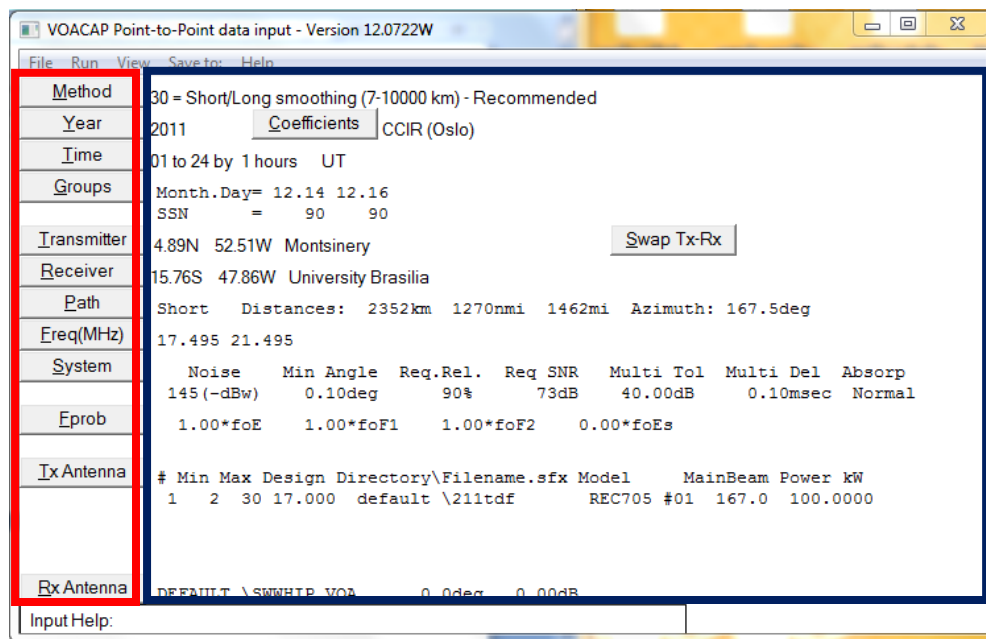 VOACAP Point-to-Point data input - Version 12.0722W
File Run View Save to: Help
Method 30 = Short/Long smoothing (7-10000 km) - Recommended
Year 2011 Coefficients CCIR (Oslo)
Time 01 to 24 by 1 hours UT
Groups Month.Day= 12.14 12.16
SSN = 90 90
Transmitter 4.89N 52.51W Montsinery Swap Tx-Rx
Receiver 15.76S 47.86W University Brasilia
Path Short Distances: 2352km 1270nmi 1462mi Azimuth: 167.5deg
Freq(MHz) 17.495 21.495
System Noise Min Angle Req.Rel. Req SNR Multi Tol Multi Del Absorp
145(-dBw) 0.10deg 90% 73dB 40.00dB 0.10msec Normal
Fprob 1.00*foE 1.00*foF1 1.00*foF2 0.00*foEs
Tx Antenna # Min Max Design Directory\Filename.sfx Model MainBeam Power kW
1 2 30 17.000 default \211tdf REC705 #01 167.0 100.0000
Rx Antenna DEFAULT \SWWHIP.VOA 0.0deg 0.00dB
Input Help: